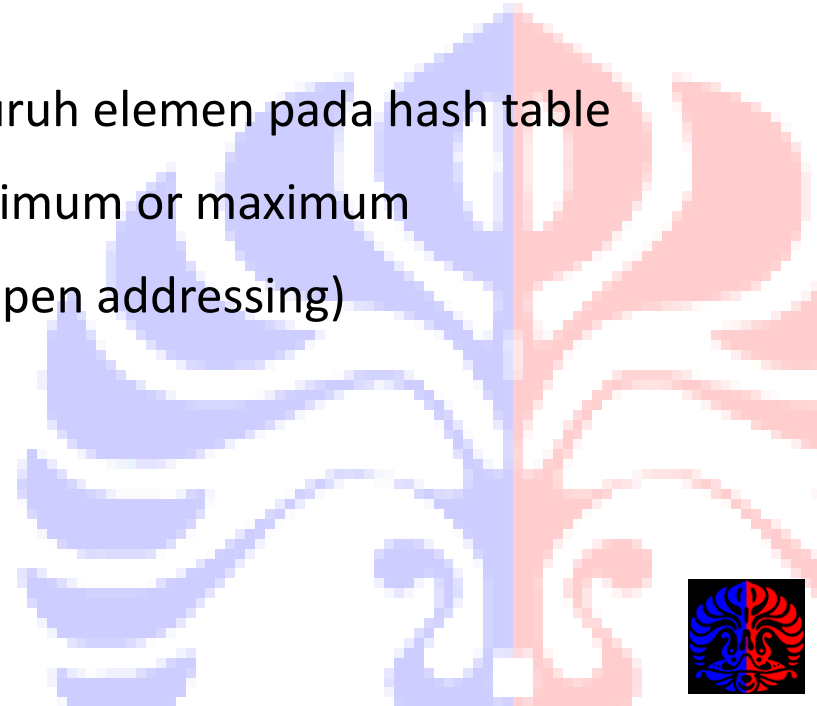 uruh elemen pada hash table
imum or maximum
pen addressing)